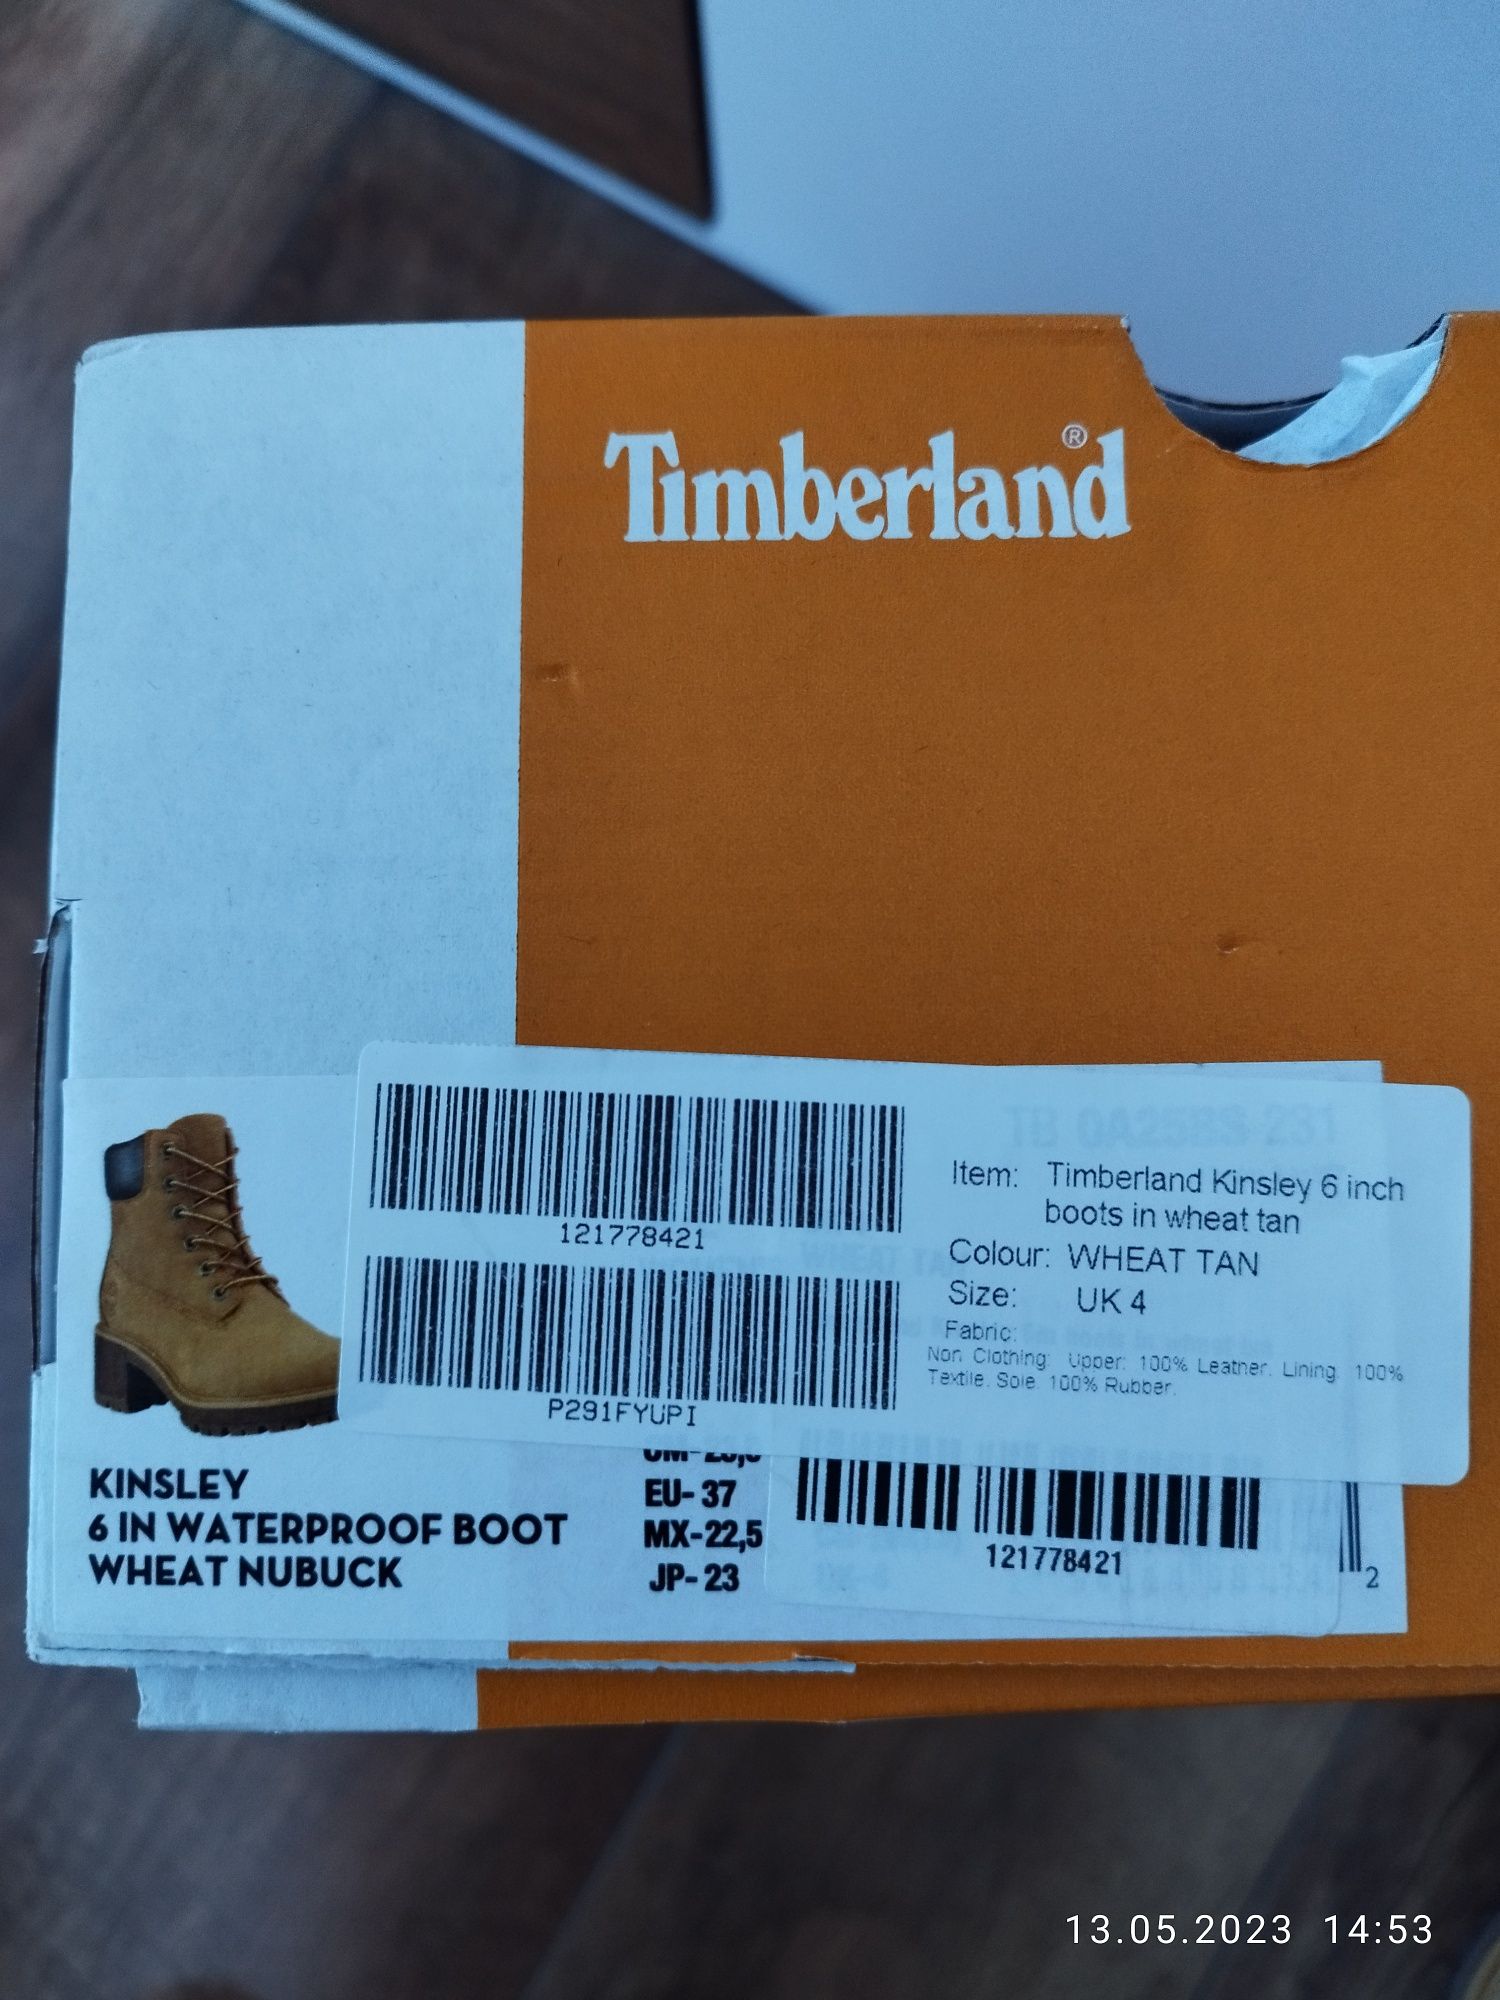 Timberland®
Item: Timberland Kinsley 6 inch
boots in wheat tan
Colour: WHEAT TAN
Size: UK 4
Fabric:
Non Clothing: Upper: 100% Leather. Lining: 100%
Textile. Sole: 100% Rubber.
121778421
P291FYUPI
KINSLEY
6 IN WATERPROOF BOOT
WHEAT NUBUCK
EU- 37
MX-22,5
JP- 23
121778421
2
13.05.2023 14:53